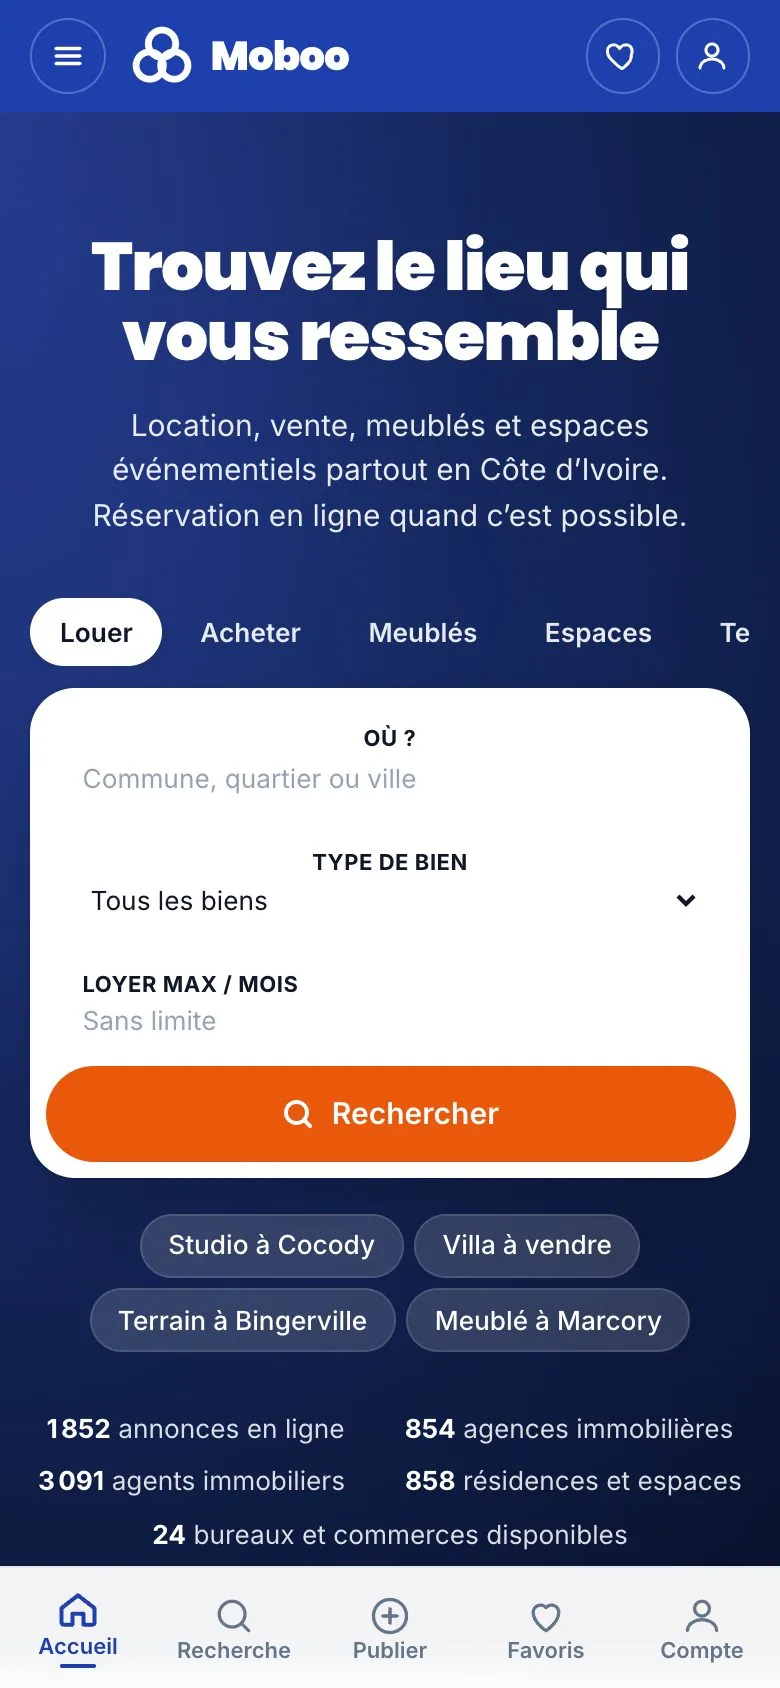 Moboo
Trouvez le lieu qui
vous ressemble
Location, vente, meublés et espaces
événementiels partout en Côte d’Ivoire.
Réservation en ligne quand c’est possible.
Louer Acheter Meublés Espaces Te
OÙ ?
Commune, quartier ou ville
TYPE DE BIEN
Tous les biens
LOYER MAX / MOIS
Sans limite
Rechercher
Studio à Cocody Villa à vendre
Terrain à Bingerville Meublé à Marcory
1 852 annonces en ligne 854 agences immobilières
3 091 agents immobiliers 858 résidences et espaces
24 bureaux et commerces disponibles
Accueil Recherche Publier Favoris Compte